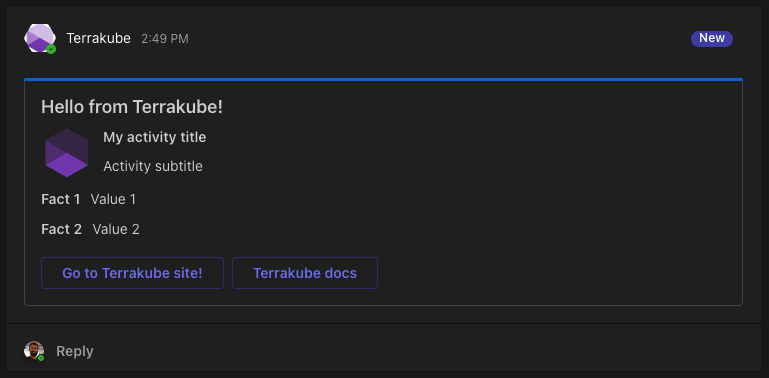 Terrakube 2:49 PM New
Hello from Terrakube!
My activity title
Activity subtitle
Fact 1 Value 1
Fact 2 Value 2
Go to Terrakube site! Terrakube docs
Reply